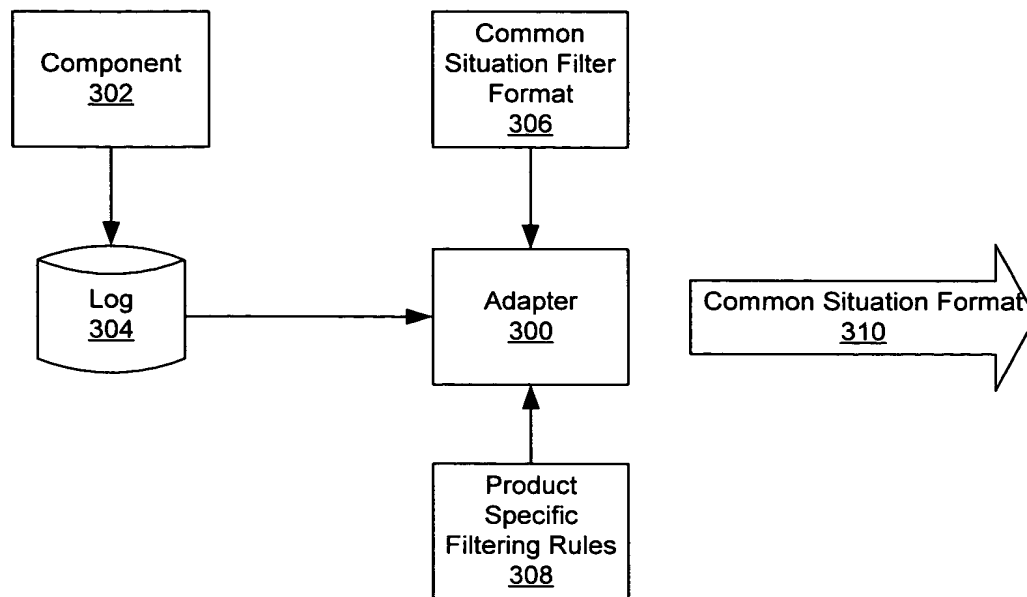 Component
302
Common
Situation Filter
Format
306
Log
304
Adapter
300
Common Situation Format
310
Product
Specific
Filtering Rules
308